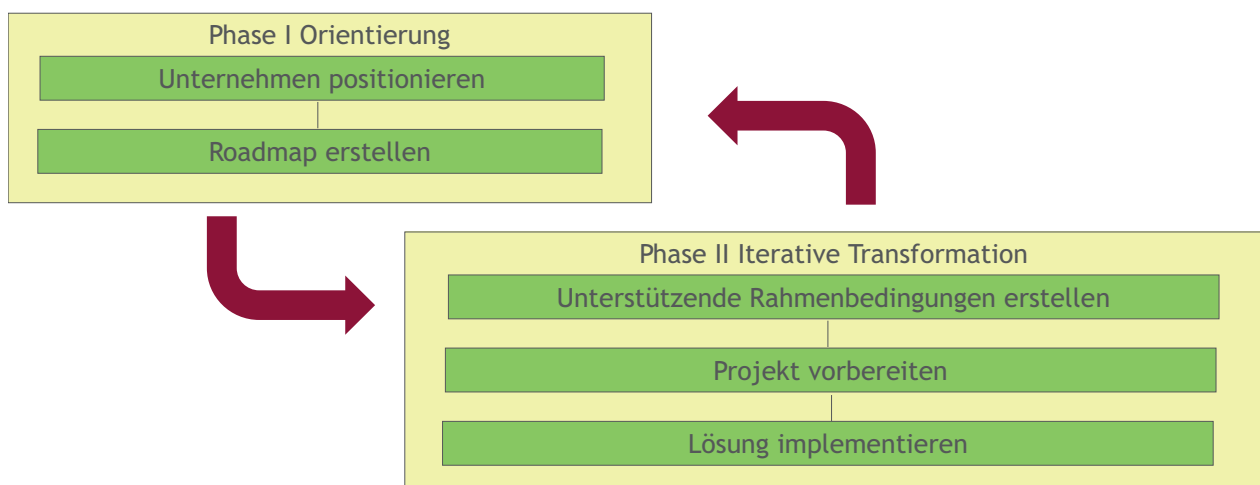 Phase I Orientierung
Unternehmen positionieren
Roadmap erstellen
Phase II Iterative Transformation
Unterstützende Rahmenbedingungen erstellen
Projekt vorbereiten
Lösung implementieren